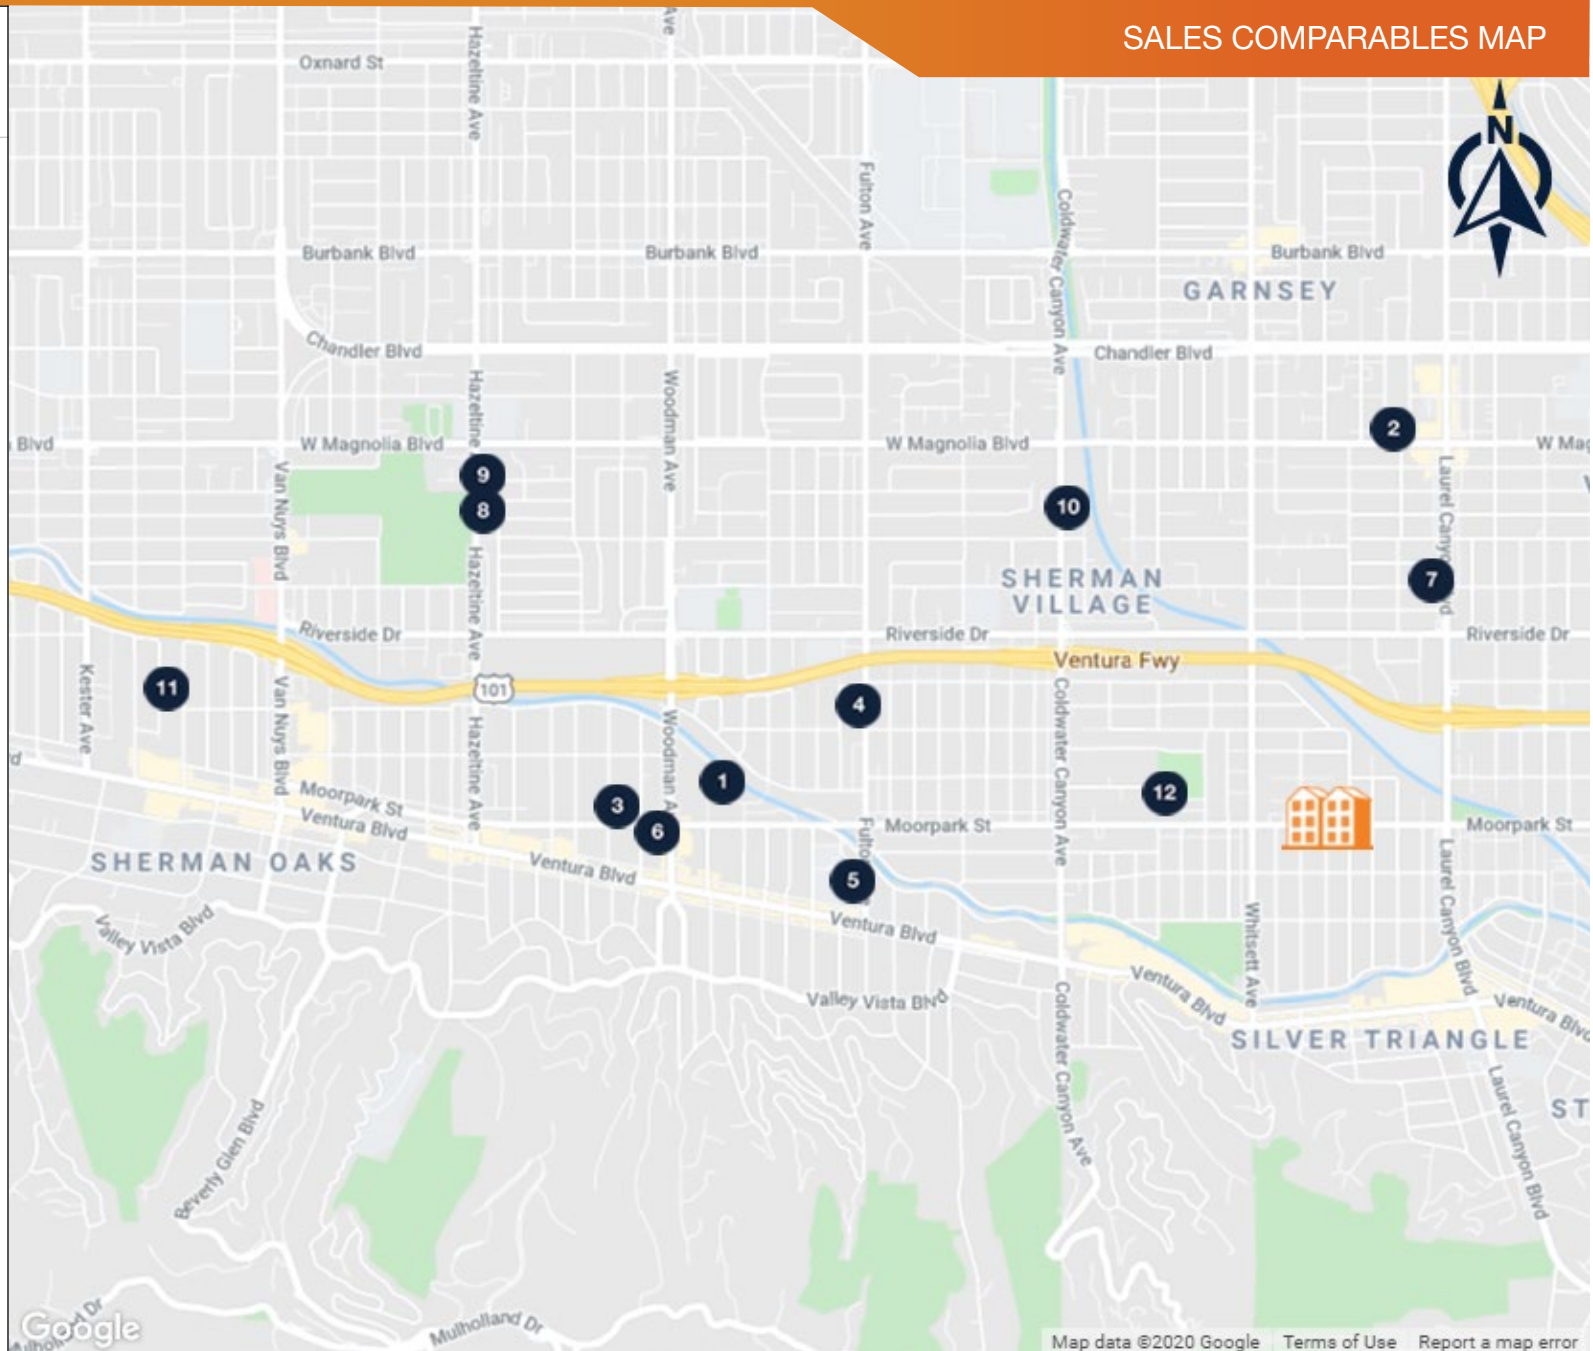 SALES COMPARABLES MAP
Ave
Oxnard St
Hazeltine Ave
N
Fulton Ave
Coldwater Canyon Ave
Burbank Blvd
Burbank Blvd
Burbank Blvd
GARNSEY
Chandler Blvd
Chandler Blvd
Hazeltine
Woodman Ave
2
Blvd
W Magnolia Blvd
W Magnolia Blvd
W Mag
9
8
Van Nuys Blvd
Laurel Canyo
10
Hazeltine Ave
SHERMAN
VILLAGE
7
Riverside Dr
Riverside Dr
Riverside Dr
Ventura Fwy
101
11
Kester Ave
Van Nuys Blvd
Hazeltine Ave
Woodman A
4
Coldwater Canyon Ave
1
12
3
6
Moorpark St
Moorpark St
Moorpark St
Ventura Blvd
Fulto
SHERMAN OAKS
Ventura Blvd
5
Laurel Canyon Blvd
Valley Vista Blvd
Ventura Blvd
Whitsett Ave
Ventura Blvd
Valley Vista Blvd
Ventura Blvd
SILVER TRIANGLE
Coldwater Canyon Ave
Laurel Canyon Blvd
ST
Beverly Glen Blvd
Mulholland Dr
Google
Mulholland Dr
Map data ©2020 Google
Terms of Use
Report a map error